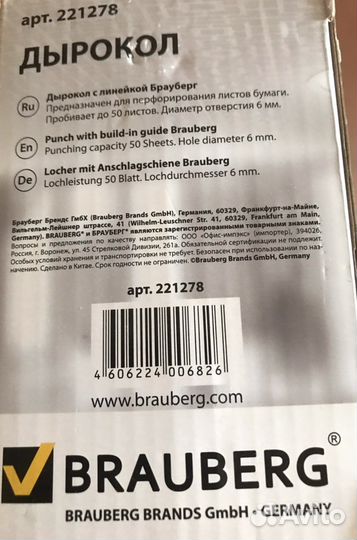 арт. 221278
ДЫРОКОЛ
Ru
Дырокол с линейкой Брауберг
Предназначен для перфорирования листов бумаги.
Пробивает до 50 листов. Диаметр отверстия 6 мм.
En
Punch with build-in guide Brauberg
Punching capacity 50 Sheets. Hole diameter 6 mm.
De
Locher mit Anschlagschiene Brauberg
Lochleistung 50 Blatt. Lochdurchmesser 6 mm.
Брауберг Брендс ГмбХ (Brauberg Brands GmbH), Германия, 60329, Франкфурт-на-Майне,
Вильгельм-Лейшнер штрассе, 41 (Wilhelm-Leuschner Str. 41, 60329, Frankfurt am Main,
Germany). BRAUBERG® и БРАУБЕРГ® являются зарегистрированными товарными знаками.
Вопросы и предложения по качеству направлять: ООО «Офис-импэкс» (импортер), 394026,
Россия, г. Воронеж, ул. 45 Стрелковой Дивизии, 261а. Обязательной сертификации не подлежит.
Особых условий хранения и транспортировки не требует. Безопасен при использовании по наз-
начению. Сделано в Китае. Срок годности не ограничен. ©Brauberg Brands GmbH, Germany
арт. 221278
4 606224 006826
www.brauberg.com
BRAUBERG®
BRAUBERG BRANDS GmbH • GERMANY
Avito